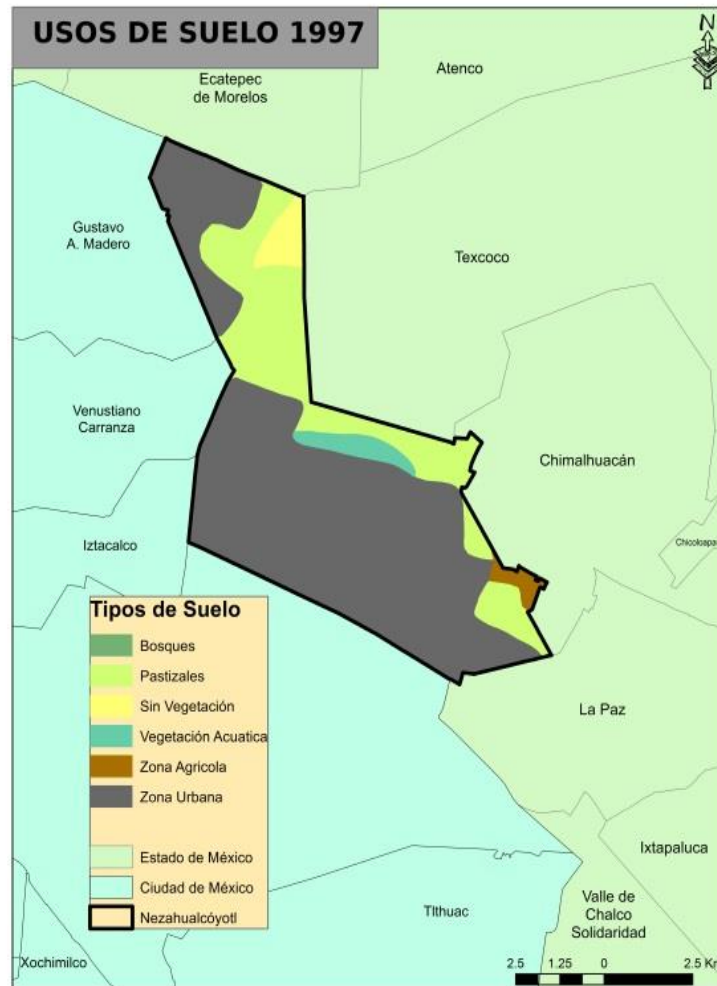 USOS DE SUELO 1997
N
Ecatepec
de Morelos
Atenco
Gustavo
A. Madero
Texcoco
Venustiano
Carranza
Chimalhuacán
Iztacalco
Chicoloapa
Tipos de Suelo
Bosques
Pastizales
Sin Vegetación
Vegetación Acuatica
Zona Agricola
Zona Urbana
Estado de México
Ciudad de México
Nezahualcóyotl
La Paz
Ixtapaluca
Tlthuac
Valle de
Chalco
Solidaridad
Xochimilco
2.5 1.25 0 2.5 Km